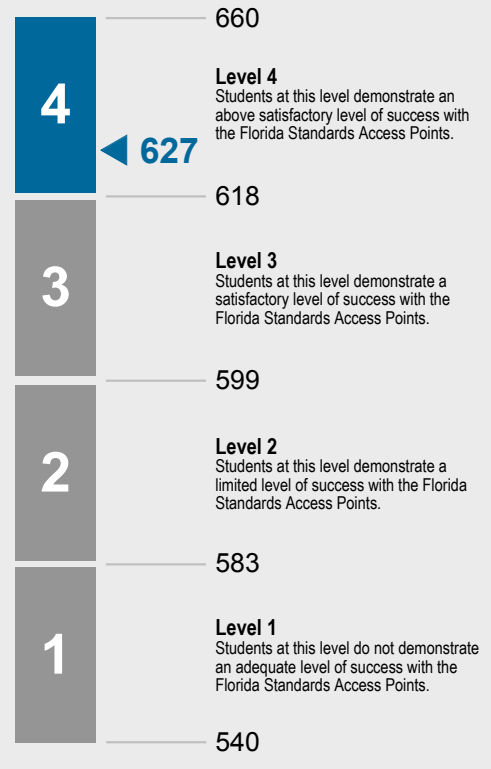 660
4
Level 4
Students at this level demonstrate an
above satisfactory level of success with
the Florida Standards Access Points.
627
618
3
Level 3
Students at this level demonstrate a
satisfactory level of success with the
Florida Standards Access Points.
599
2
Level 2
Students at this level demonstrate a
limited level of success with the Florida
Standards Access Points.
583
1
Level 1
Students at this level do not demonstrate
an adequate level of success with the
Florida Standards Access Points.
540